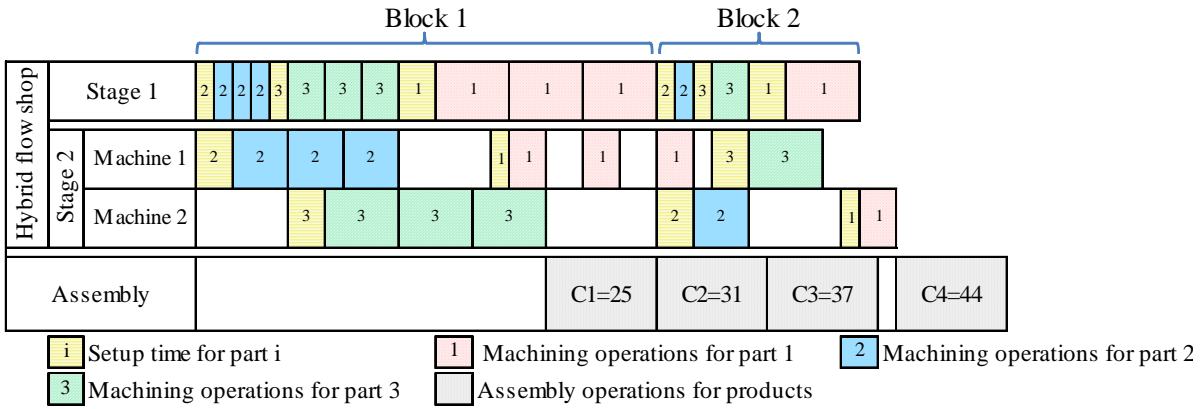 Block 1 Block 2
Hybrid flow shop
Stage 1 2 2 2 2 3 3 3 3 1 1 1 1 2 2 3 3 1 1
Stage 2
Machine 1 2 2 2 2 1 1 1 1 3 3
Machine 2 3 3 3 3 2 2 1 1
Assembly C1=25 C2=31 C3=37 C4=44
i Setup time for part i 1 Machining operations for part 1 2 Machining operations for part 2
3 Machining operations for part 3 Assembly operations for products